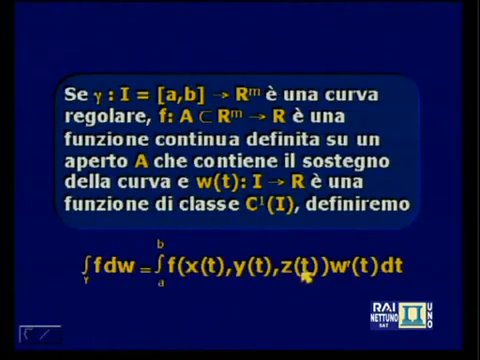 Se γ : I = [a,b] → Rᵐ è una curva
regolare, f: A ⊂ Rᵐ → R è una
funzione continua definita su un
aperto A che contiene il sostegno
della curva e w(t): I → R è una
funzione di classe C¹(I), definiremo
∫γ f dw = ∫ₐᵇ f(x(t),y(t),z(t))w'(t)dt
RAI
NETTUNO
SAT
UNO